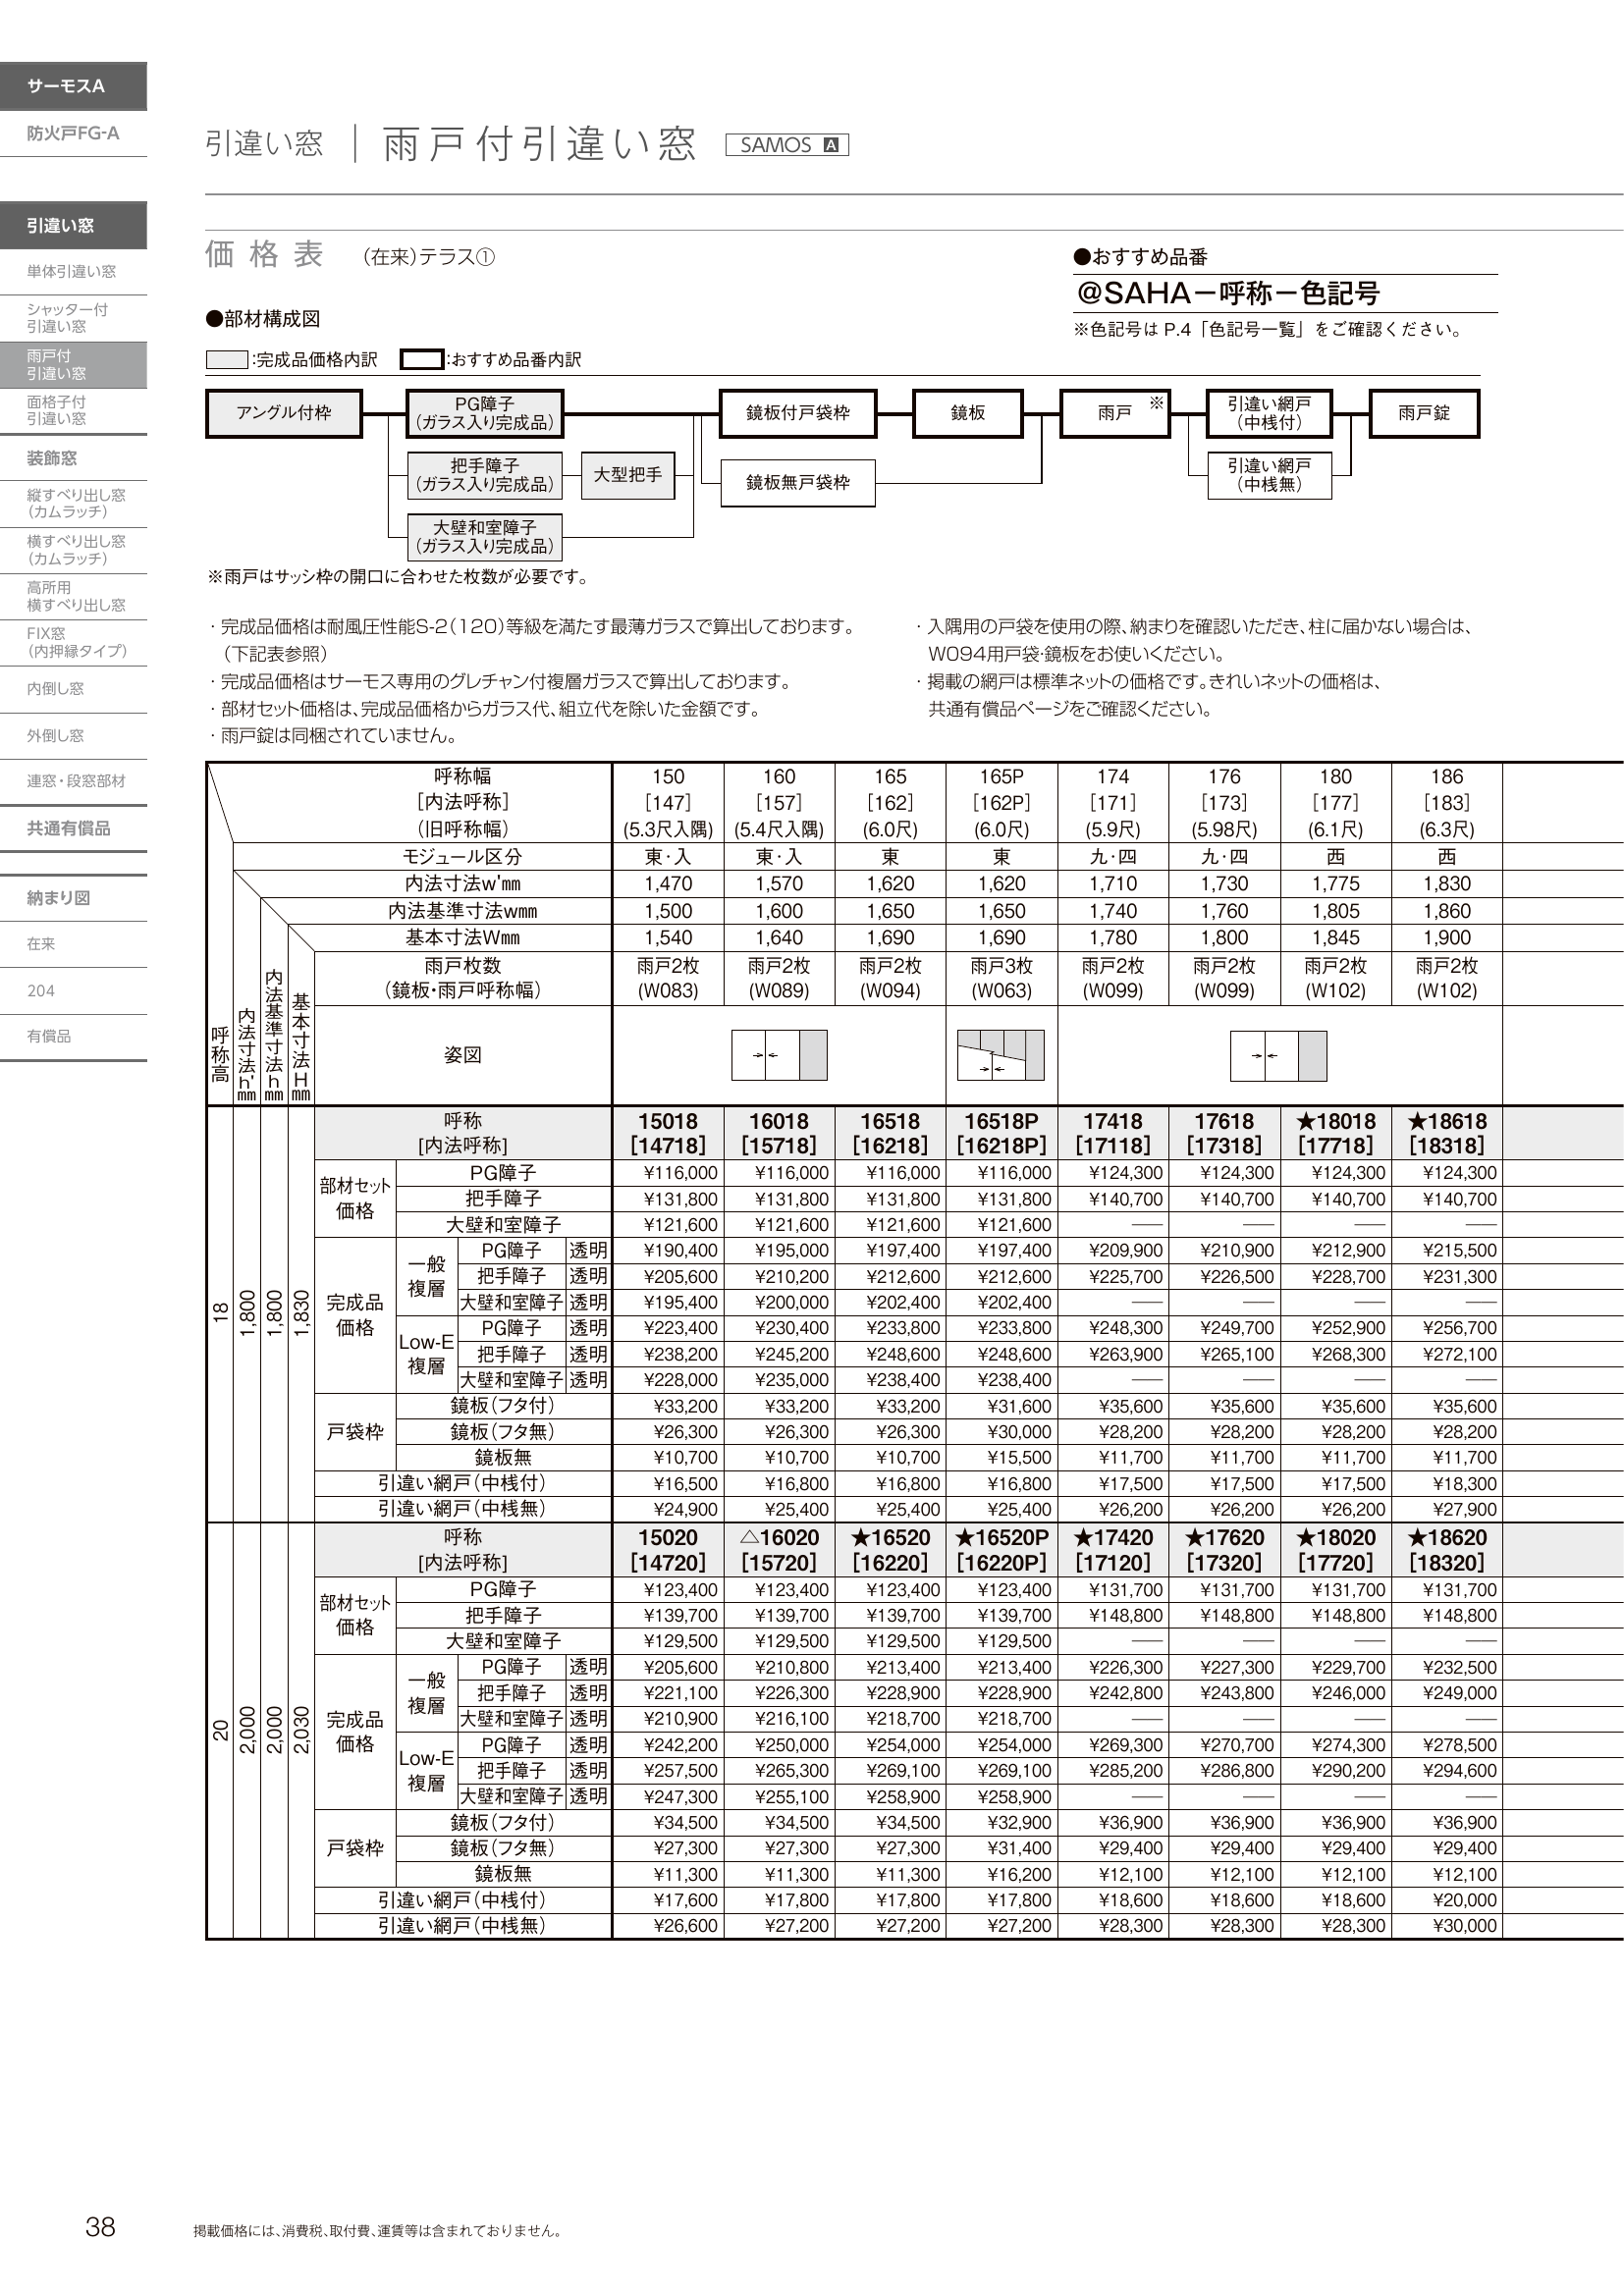 サーモスA
防火戸FG-A
引違い窓
単体引違い窓
シャッター付
引違い窓
雨戸付
引違い窓
面格子付
引違い窓
装飾窓
縦すべり出し窓
（カムラッチ）
横すべり出し窓
（カムラッチ）
高所用
横すべり出し窓
FIX窓
（内押縁タイプ）
内倒し窓
外倒し窓
連窓・段窓部材
共通有償品
納まり図
在来
204
有償品
引違い窓 | 雨戸付引違い窓 SAMOS A
価格表 （在来）テラス①
●おすすめ品番
@SAHA－呼称－色記号
※色記号は P.4「色記号一覧」をご確認ください。
●部材構成図
：完成品価格内訳 ：おすすめ品番内訳
アングル付枠
PG障子
（ガラス入り完成品）
鏡板付戸袋枠
鏡板
雨戸 ※
引違い網戸
（中桟付）
雨戸錠
把手障子
（ガラス入り完成品）
大型把手
鏡板無戸袋枠
引違い網戸
（中桟無）
大壁和室障子
（ガラス入り完成品）
※雨戸はサッシ枠の開口に合わせた枚数が必要です。
・完成品価格は耐風圧性能S-2（120）等級を満たす最薄ガラスで算出しております。
（下記表参照）
・完成品価格はサーモス専用のグレチャン付複層ガラスで算出しております。
・部材セット価格は、完成品価格からガラス代、組立代を除いた金額です。
・雨戸錠は同梱されていません。
・入隅用の戸袋を使用の際、納まりを確認いただき、柱に届かない場合は、
W094用戸袋・鏡板をお使いください。
・掲載の網戸は標準ネットの価格です。きれいネットの価格は、
共通有償品ページをご確認ください。
呼称幅 150 160 165 165P 174 176 180 186
［内法呼称］ ［147］ ［157］ ［162］ ［162P］ ［171］ ［173］ ［177］ ［183］
（旧呼称幅） (5.3尺入隅) (5.4尺入隅) (6.0尺) (6.0尺) (5.9尺) (5.98尺) (6.1尺) (6.3尺)
モジュール区分 東・入 東・入 東 東 九・四 九・四 西 西
内法寸法w'㎜ 1,470 1,570 1,620 1,620 1,710 1,730 1,775 1,830
内法基準寸法w㎜ 1,500 1,600 1,650 1,650 1,740 1,760 1,805 1,860
基本寸法W㎜ 1,540 1,640 1,690 1,690 1,780 1,800 1,845 1,900
雨戸枚数 雨戸2枚 雨戸2枚 雨戸2枚 雨戸3枚 雨戸2枚 雨戸2枚 雨戸2枚 雨戸2枚
（鏡板・雨戸呼称幅） (W083) (W089) (W094) (W063) (W099) (W099) (W102) (W102)
呼称高 内法寸法h'㎜ 内法基準寸法h㎜ 基本寸法H㎜ 姿図
18 1,800 1,800 1,830
呼称 15018 16018 16518 16518P 17418 17618 ★18018 ★18618
[内法呼称] [14718] [15718] [16218] [16218P] [17118] [17318] [17718] [18318]
部材セット価格 PG障子 ¥116,000 ¥116,000 ¥116,000 ¥116,000 ¥124,300 ¥124,300 ¥124,300 ¥124,300
把手障子 ¥131,800 ¥131,800 ¥131,800 ¥131,800 ¥140,700 ¥140,700 ¥140,700 ¥140,700
大壁和室障子 ¥121,600 ¥121,600 ¥121,600 ¥121,600 ― ― ― ―
完成品価格 一般複層 PG障子 透明 ¥190,400 ¥195,000 ¥197,400 ¥197,400 ¥209,900 ¥210,900 ¥212,900 ¥215,500
把手障子 透明 ¥205,600 ¥210,200 ¥212,600 ¥212,600 ¥225,700 ¥226,500 ¥228,700 ¥231,300
大壁和室障子 透明 ¥195,400 ¥200,000 ¥202,400 ¥202,400 ― ― ― ―
Low-E複層 PG障子 透明 ¥223,400 ¥230,400 ¥233,800 ¥233,800 ¥248,300 ¥249,700 ¥252,900 ¥256,700
把手障子 透明 ¥238,200 ¥245,200 ¥248,600 ¥248,600 ¥263,900 ¥265,100 ¥268,300 ¥272,100
大壁和室障子 透明 ¥228,000 ¥235,000 ¥238,400 ¥238,400 ― ― ― ―
戸袋枠 鏡板（フタ付） ¥33,200 ¥33,200 ¥33,200 ¥31,600 ¥35,600 ¥35,600 ¥35,600 ¥35,600
鏡板（フタ無） ¥26,300 ¥26,300 ¥26,300 ¥30,000 ¥28,200 ¥28,200 ¥28,200 ¥28,200
鏡板無 ¥10,700 ¥10,700 ¥10,700 ¥15,500 ¥11,700 ¥11,700 ¥11,700 ¥11,700
引違い網戸（中桟付） ¥16,500 ¥16,800 ¥16,800 ¥16,800 ¥17,500 ¥17,500 ¥17,500 ¥18,300
引違い網戸（中桟無） ¥24,900 ¥25,400 ¥25,400 ¥25,400 ¥26,200 ¥26,200 ¥26,200 ¥27,900
20 2,000 2,000 2,030
呼称 15020 △16020 ★16520 ★16520P ★17420 ★17620 ★18020 ★18620
[内法呼称] [14720] [15720] [16220] [16220P] [17120] [17320] [17720] [18320]
部材セット価格 PG障子 ¥123,400 ¥123,400 ¥123,400 ¥123,400 ¥131,700 ¥131,700 ¥131,700 ¥131,700
把手障子 ¥139,700 ¥139,700 ¥139,700 ¥139,700 ¥148,800 ¥148,800 ¥148,800 ¥148,800
大壁和室障子 ¥129,500 ¥129,500 ¥129,500 ¥129,500 ― ― ― ―
完成品価格 一般複層 PG障子 透明 ¥205,600 ¥210,800 ¥213,400 ¥213,400 ¥226,300 ¥227,300 ¥229,700 ¥232,500
把手障子 透明 ¥221,100 ¥226,300 ¥228,900 ¥228,900 ¥242,800 ¥243,800 ¥246,000 ¥249,000
大壁和室障子 透明 ¥210,900 ¥216,100 ¥218,700 ¥218,700 ― ― ― ―
Low-E複層 PG障子 透明 ¥242,200 ¥250,000 ¥254,000 ¥254,000 ¥269,300 ¥270,700 ¥274,300 ¥278,500
把手障子 透明 ¥257,500 ¥265,300 ¥269,100 ¥269,100 ¥285,200 ¥286,800 ¥290,200 ¥294,600
大壁和室障子 透明 ¥247,300 ¥255,100 ¥258,900 ¥258,900 ― ― ― ―
戸袋枠 鏡板（フタ付） ¥34,500 ¥34,500 ¥34,500 ¥32,900 ¥36,900 ¥36,900 ¥36,900 ¥36,900
鏡板（フタ無） ¥27,300 ¥27,300 ¥27,300 ¥31,400 ¥29,400 ¥29,400 ¥29,400 ¥29,400
鏡板無 ¥11,300 ¥11,300 ¥11,300 ¥16,200 ¥12,100 ¥12,100 ¥12,100 ¥12,100
引違い網戸（中桟付） ¥17,600 ¥17,800 ¥17,800 ¥17,800 ¥18,600 ¥18,600 ¥18,600 ¥20,000
引違い網戸（中桟無） ¥26,600 ¥27,200 ¥27,200 ¥27,200 ¥28,300 ¥28,300 ¥28,300 ¥30,000
38
掲載価格には、消費税、取付費、運賃等は含まれておりません。